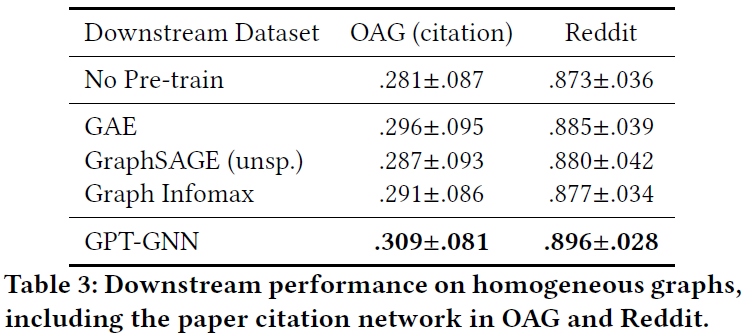 Downstream Dataset OAG (citation) Reddit
No Pre-train .281±.087 .873±.036
GAE .296±.095 .885±.039
GraphSAGE (unsp.) .287±.093 .880±.042
Graph Infomax .291±.086 .877±.034
GPT-GNN .309±.081 .896±.028
Table 3: Downstream performance on homogeneous graphs,
including the paper citation network in OAG and Reddit.